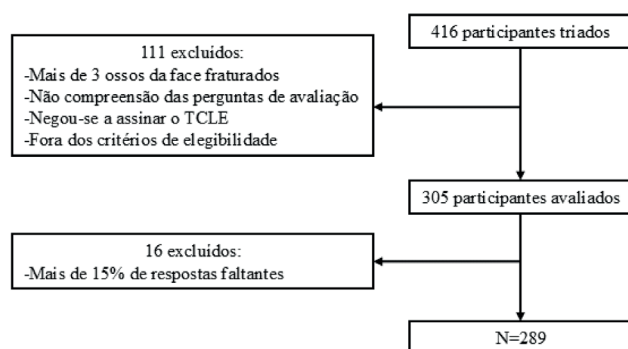 416 participantes triados
111 excluídos:
-Mais de 3 ossos da face fraturados
-Não compreensão das perguntas de avaliação
-Negou-se a assinar o TCLE
-Fora dos critérios de elegibilidade
305 participantes avaliados
16 excluídos:
-Mais de 15% de respostas faltantes
N=289